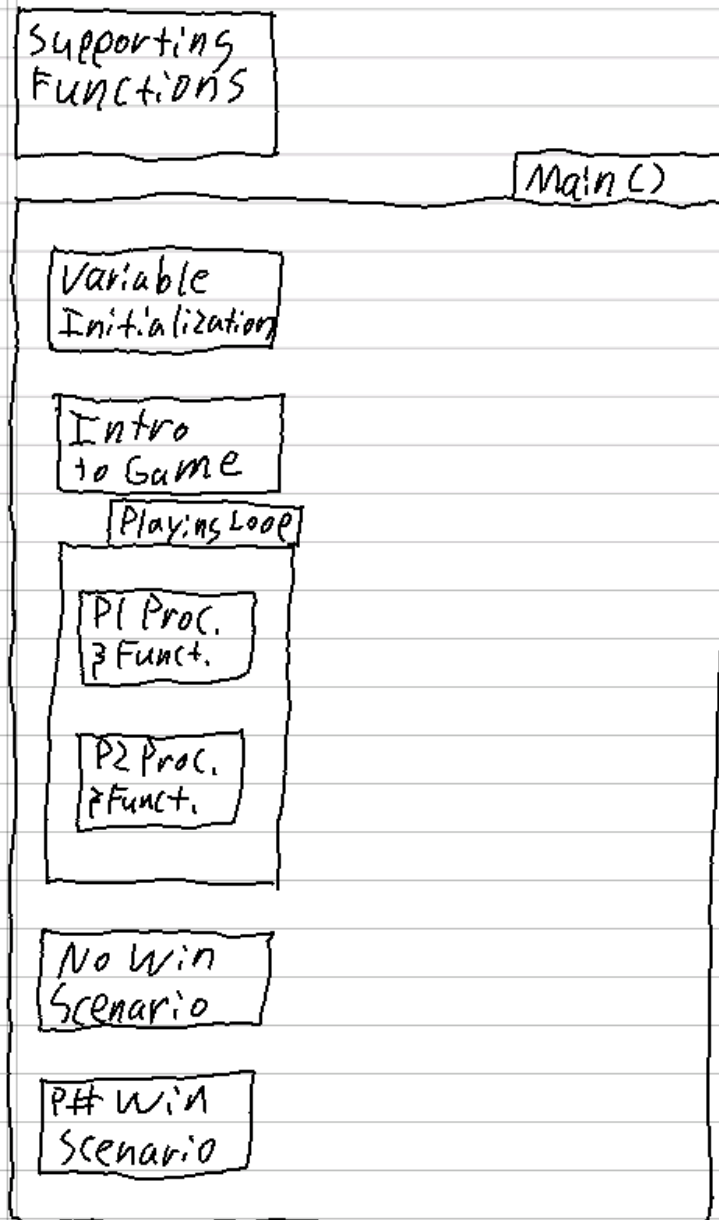 Supporting
Functions
Main()
Variable
Initialization
Intro
to Game
Playing Loop
P1 Proc.
& Funct.
P2 Proc.
& Funct.
No Win
Scenario
P# Win
Scenario